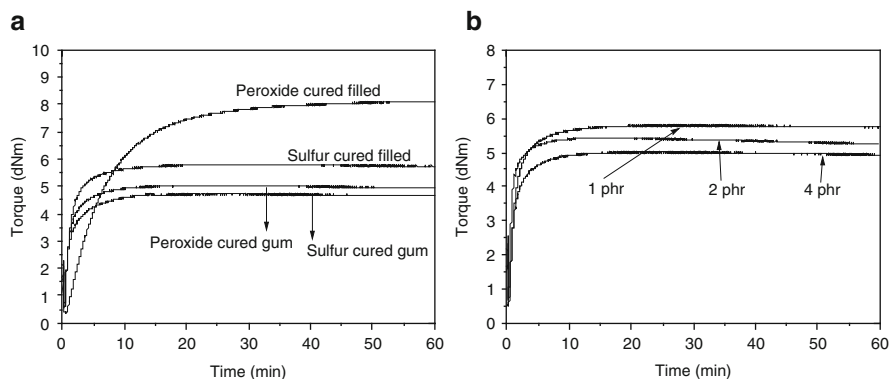 a
10
9
8
7
6
5
4
3
2
1
0
Torque (dNm)
Peroxide cured filled
Sulfur cured filled
Peroxide cured gum
Sulfur cured gum
0 10 20 30 40 50 60
Time (min)
b
8
7
6
5
4
3
2
1
0
Torque (dNm)
1 phr
2 phr
4 phr
0 10 20 30 40 50 60
Time (min)